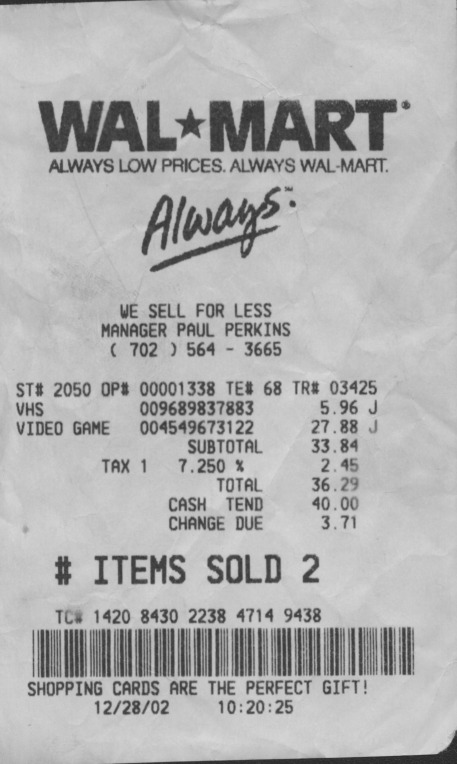 WAL★MART®
ALWAYS LOW PRICES. ALWAYS WAL-MART.
Always.℠
WE SELL FOR LESS
MANAGER PAUL PERKINS
( 702 ) 564 - 3665
ST# 2050 OP# 00001338 TE# 68 TR# 03425
VHS 009689837883 5.96 J
VIDEO GAME 004549673122 27.88 J
SUBTOTAL 33.84
TAX 1 7.250 % 2.45
TOTAL 36.29
CASH TEND 40.00
CHANGE DUE 3.71
# ITEMS SOLD 2
TC# 1420 8430 2238 4714 9438
SHOPPING CARDS ARE THE PERFECT GIFT!
12/28/02 10:20:25